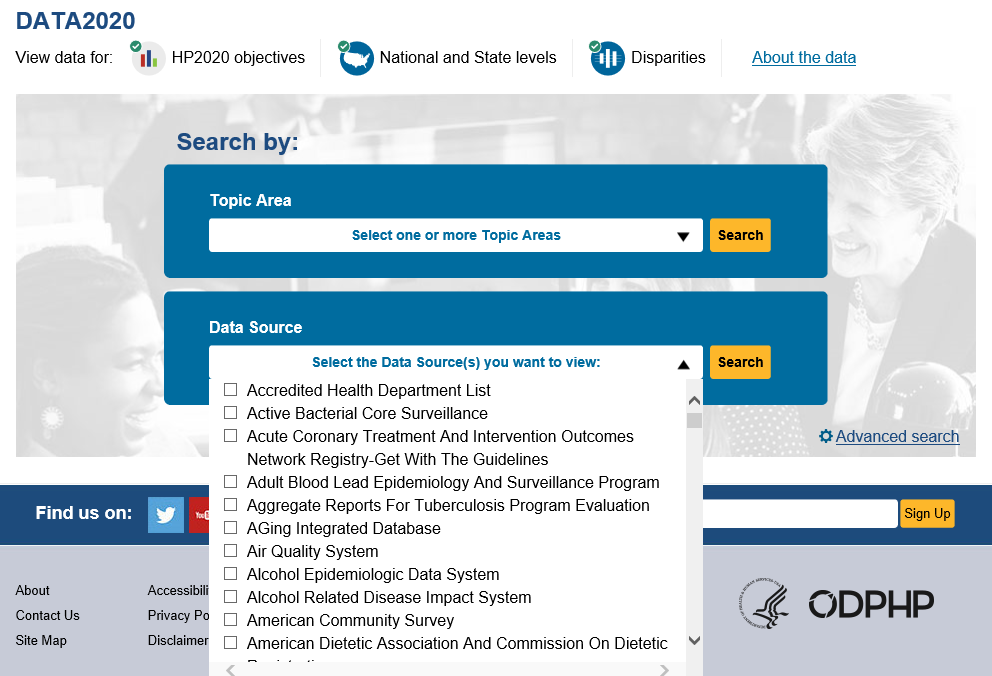 DATA2020
View data for: HP2020 objectives National and State levels Disparities About the data
Search by:
Topic Area
Select one or more Topic Areas Search
Data Source
Select the Data Source(s) you want to view: Search
Accredited Health Department List
Active Bacterial Core Surveillance
Acute Coronary Treatment And Intervention Outcomes
Network Registry-Get With The Guidelines
Adult Blood Lead Epidemiology And Surveillance Program
Aggregate Reports For Tuberculosis Program Evaluation
AGing Integrated Database
Air Quality System
Alcohol Epidemiologic Data System
Alcohol Related Disease Impact System
American Community Survey
American Dietetic Association And Commission On Dietetic
Advanced search
Find us on: Sign Up
About Accessibili
Contact Us Privacy Po
Site Map Disclaimer
ODPHP